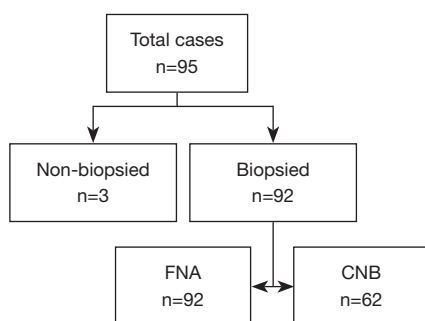 Total cases
n=95
Non-biopsied
n=3
Biopsied
n=92
FNA
n=92
CNB
n=62